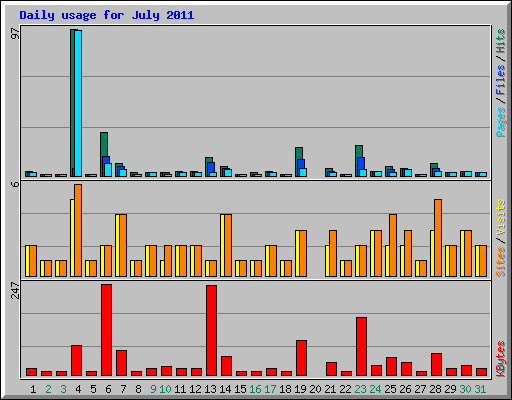 Daily usage for July 2011
97
Pages/Files/Hits
6
Sites/Visits
247
KBytes
1 2 3 4 5 6 7 8 9 10 11 12 13 14 15 16 17 18 19 20 21 22 23 24 25 26 27 28 29 30 31